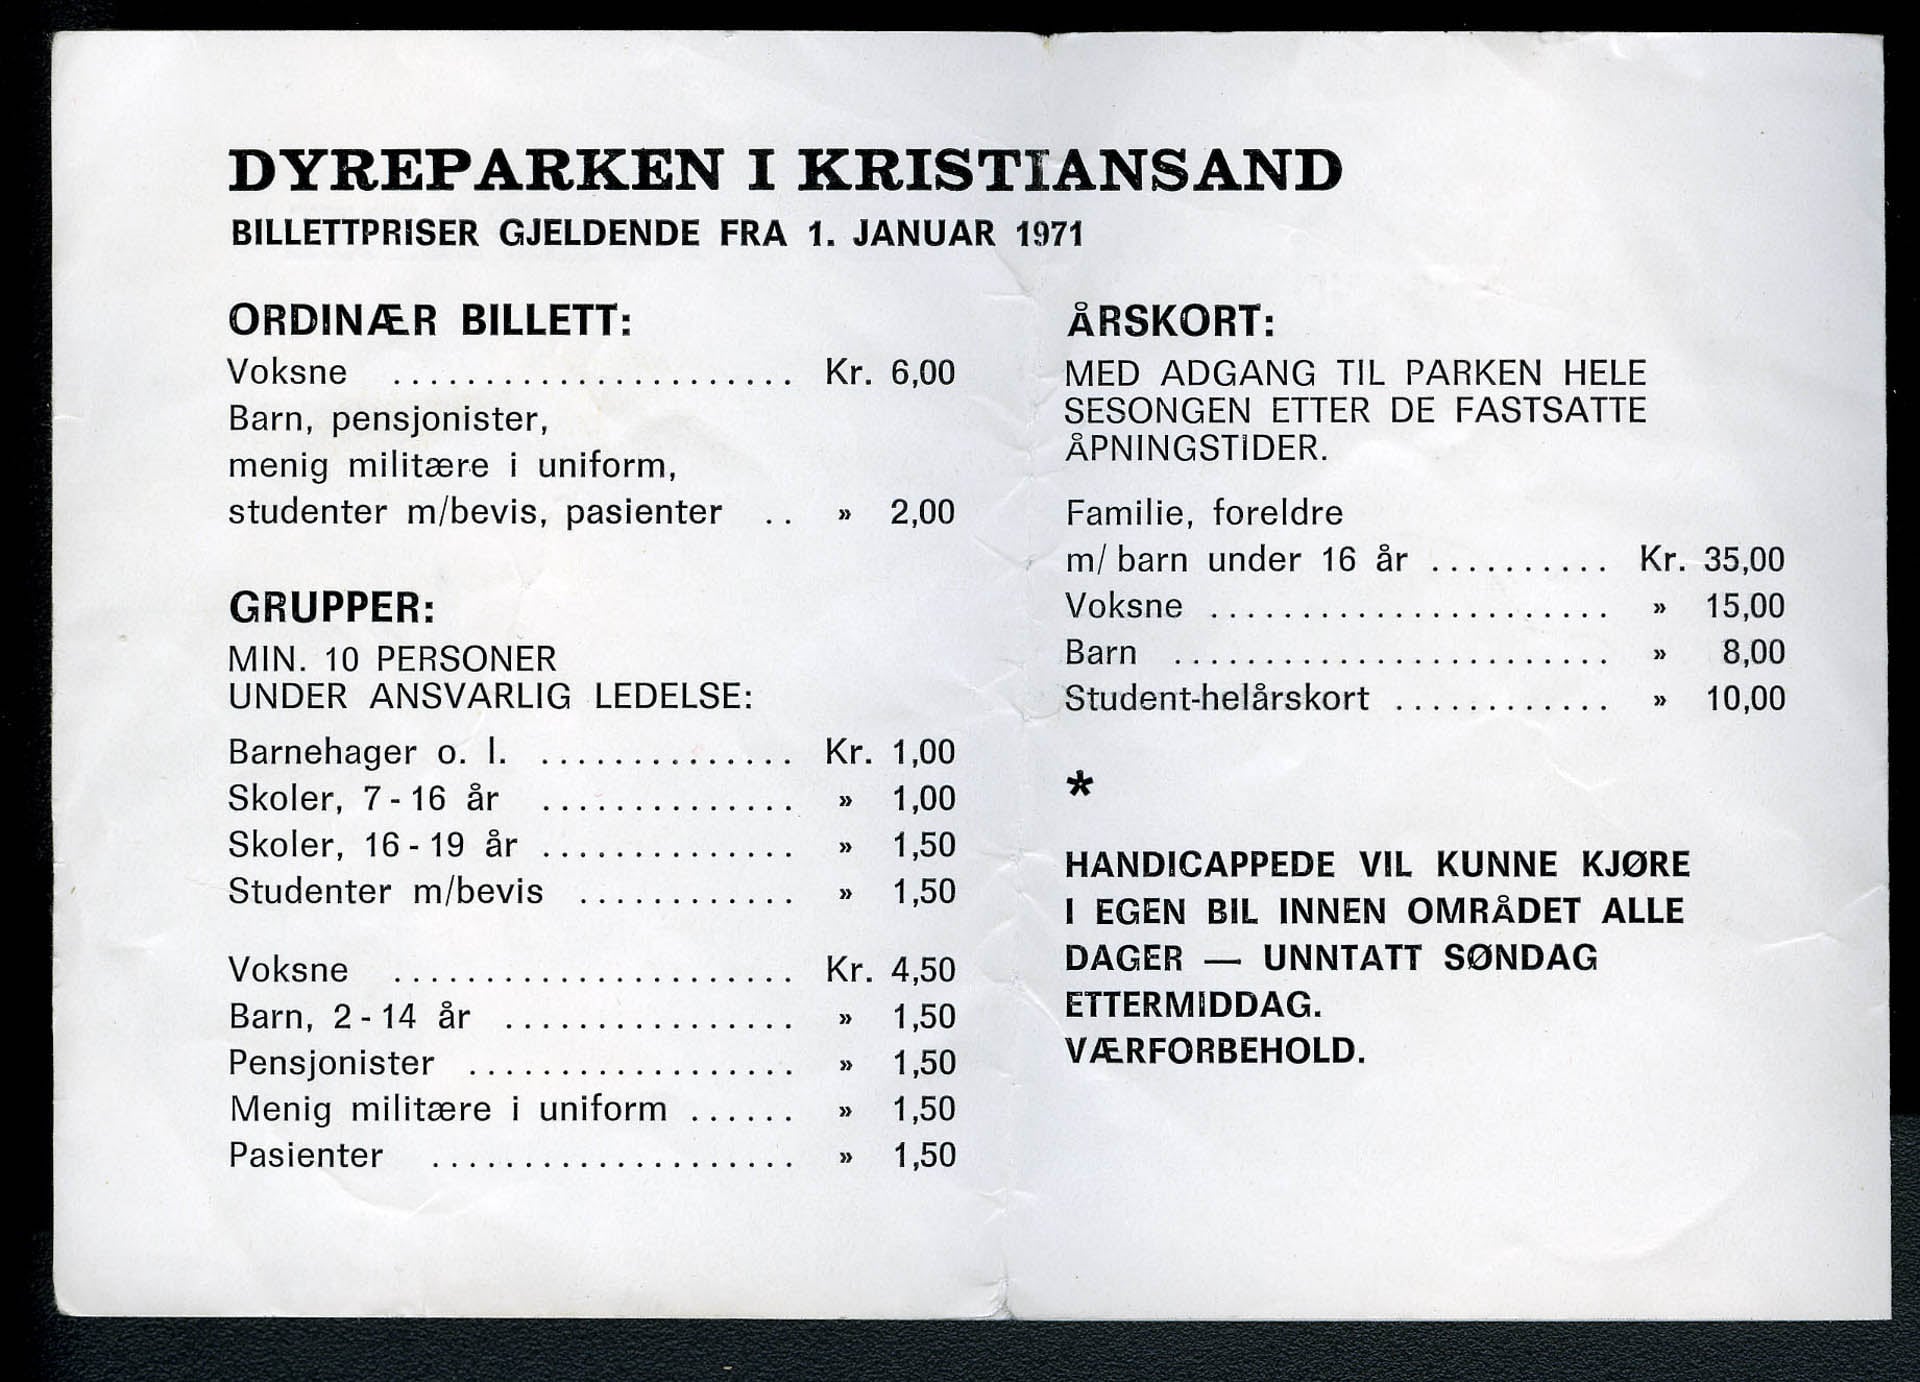 DYREPARKEN I KRISTIANSAND
BILLETTPRISER GJELDENDE FRA 1. JANUAR 1971
ORDINÆR BILLETT:
Voksne ...................... Kr. 6,00
Barn, pensjonister,
menig militære i uniform,
studenter m/bevis, pasienter .. » 2,00
GRUPPER:
MIN. 10 PERSONER
UNDER ANSVARLIG LEDELSE:
Barnehager o. l. .............. Kr. 1,00
Skoler, 7 - 16 år .............. » 1,00
Skoler, 16 - 19 år .............. » 1,50
Studenter m/bevis ............ » 1,50
Voksne ...................... Kr. 4,50
Barn, 2 - 14 år ................ » 1,50
Pensjonister .................. » 1,50
Menig militære i uniform ...... » 1,50
Pasienter .................... » 1,50
ÅRSKORT:
MED ADGANG TIL PARKEN HELE
SESONGEN ETTER DE FASTSATTE
ÅPNINGSTIDER.
Familie, foreldre
m/ barn under 16 år .......... Kr. 35,00
Voksne ...................... » 15,00
Barn ........................ » 8,00
Student-helårskort ............ » 10,00
*
HANDICAPPEDE VIL KUNNE KJØRE
I EGEN BIL INNEN OMRÅDET ALLE
DAGER — UNNTATT SØNDAG
ETTERMIDDAG.
VÆRFORBEHOLD.